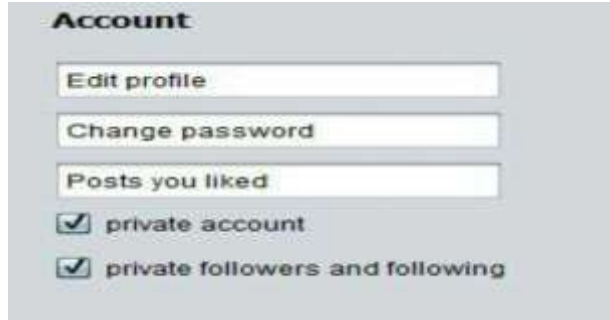 Account
Edit profile
Change password
Posts you liked
private account
private followers and following